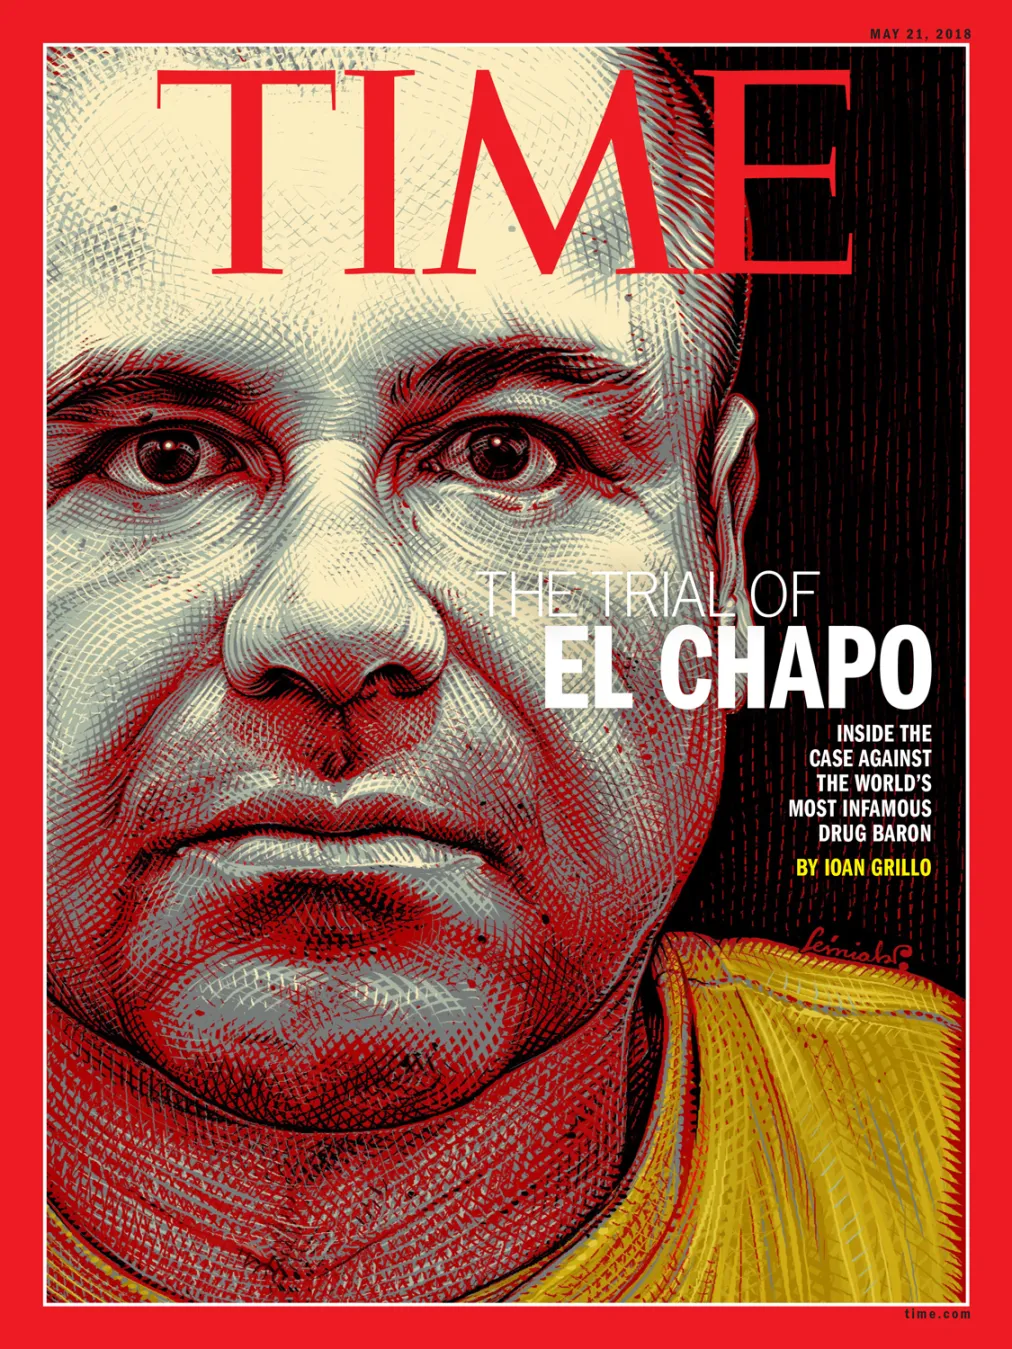 MAY 21, 2018
TIME
THE TRIAL OF
EL CHAPO
INSIDE THE
CASE AGAINST
THE WORLD'S
MOST INFAMOUS
DRUG BARON
BY IOAN GRILLO
time.com